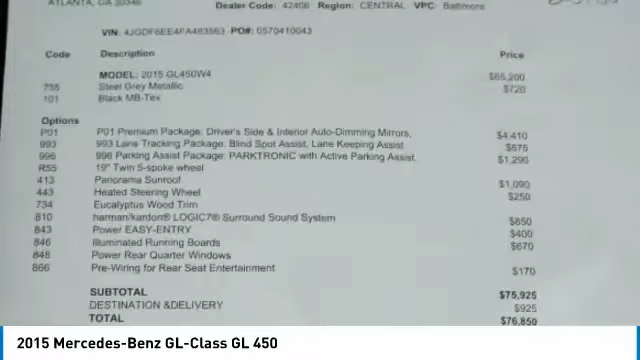 ATLANTA, GA 30346
Dealer Code: 42406 Region: CENTRAL VPC: Baltimore
VIN: 4JGDF6EE4FA483563 PO#: 0570410043
Code Description Price
MODEL: 2015 GL450W4 $65,200
755 Steel Grey Metallic $720
101 Black MB-Tex
Options
P01 P01 Premium Package: Driver's Side & Interior Auto-Dimming Mirrors, $4,410
993 993 Lane Tracking Package: Blind Spot Assist, Lane Keeping Assist $875
996 996 Parking Assist Package: PARKTRONIC with Active Parking Assist, $1,290
R55 19" Twin 5-spoke wheel
413 Panorama Sunroof $1,090
443 Heated Steering Wheel $250
734 Eucalyptus Wood Trim
810 harman/kardon® LOGIC7® Surround Sound System $850
843 Power EASY-ENTRY $400
846 Illuminated Running Boards $670
848 Power Rear Quarter Windows
866 Pre-Wiring for Rear Seat Entertainment $170
SUBTOTAL $75,925
DESTINATION &DELIVERY $925
TOTAL $76,850
2015 Mercedes-Benz GL-Class GL 450